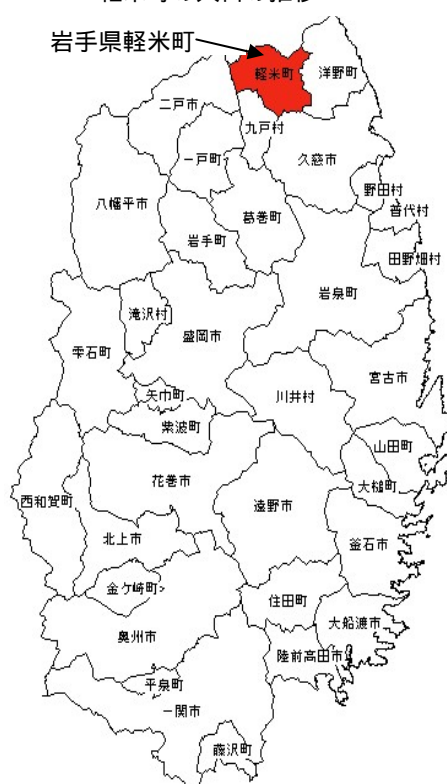 岩手県軽米町
軽米町
洋野町
二戸市
九戸村
一戸町
久慈市
野田村
八幡平市
葛巻町
普代村
岩手町
田野畑村
岩泉町
滝沢村
盛岡市
雫石町
宮古市
矢巾町
川井村
紫波町
山田町
花巻市
大槌町
西和賀町
遠野市
北上市
釜石市
金ケ崎町
住田町
大船渡市
奥州市
陸前高田市
平泉町
一関市
藤沢町